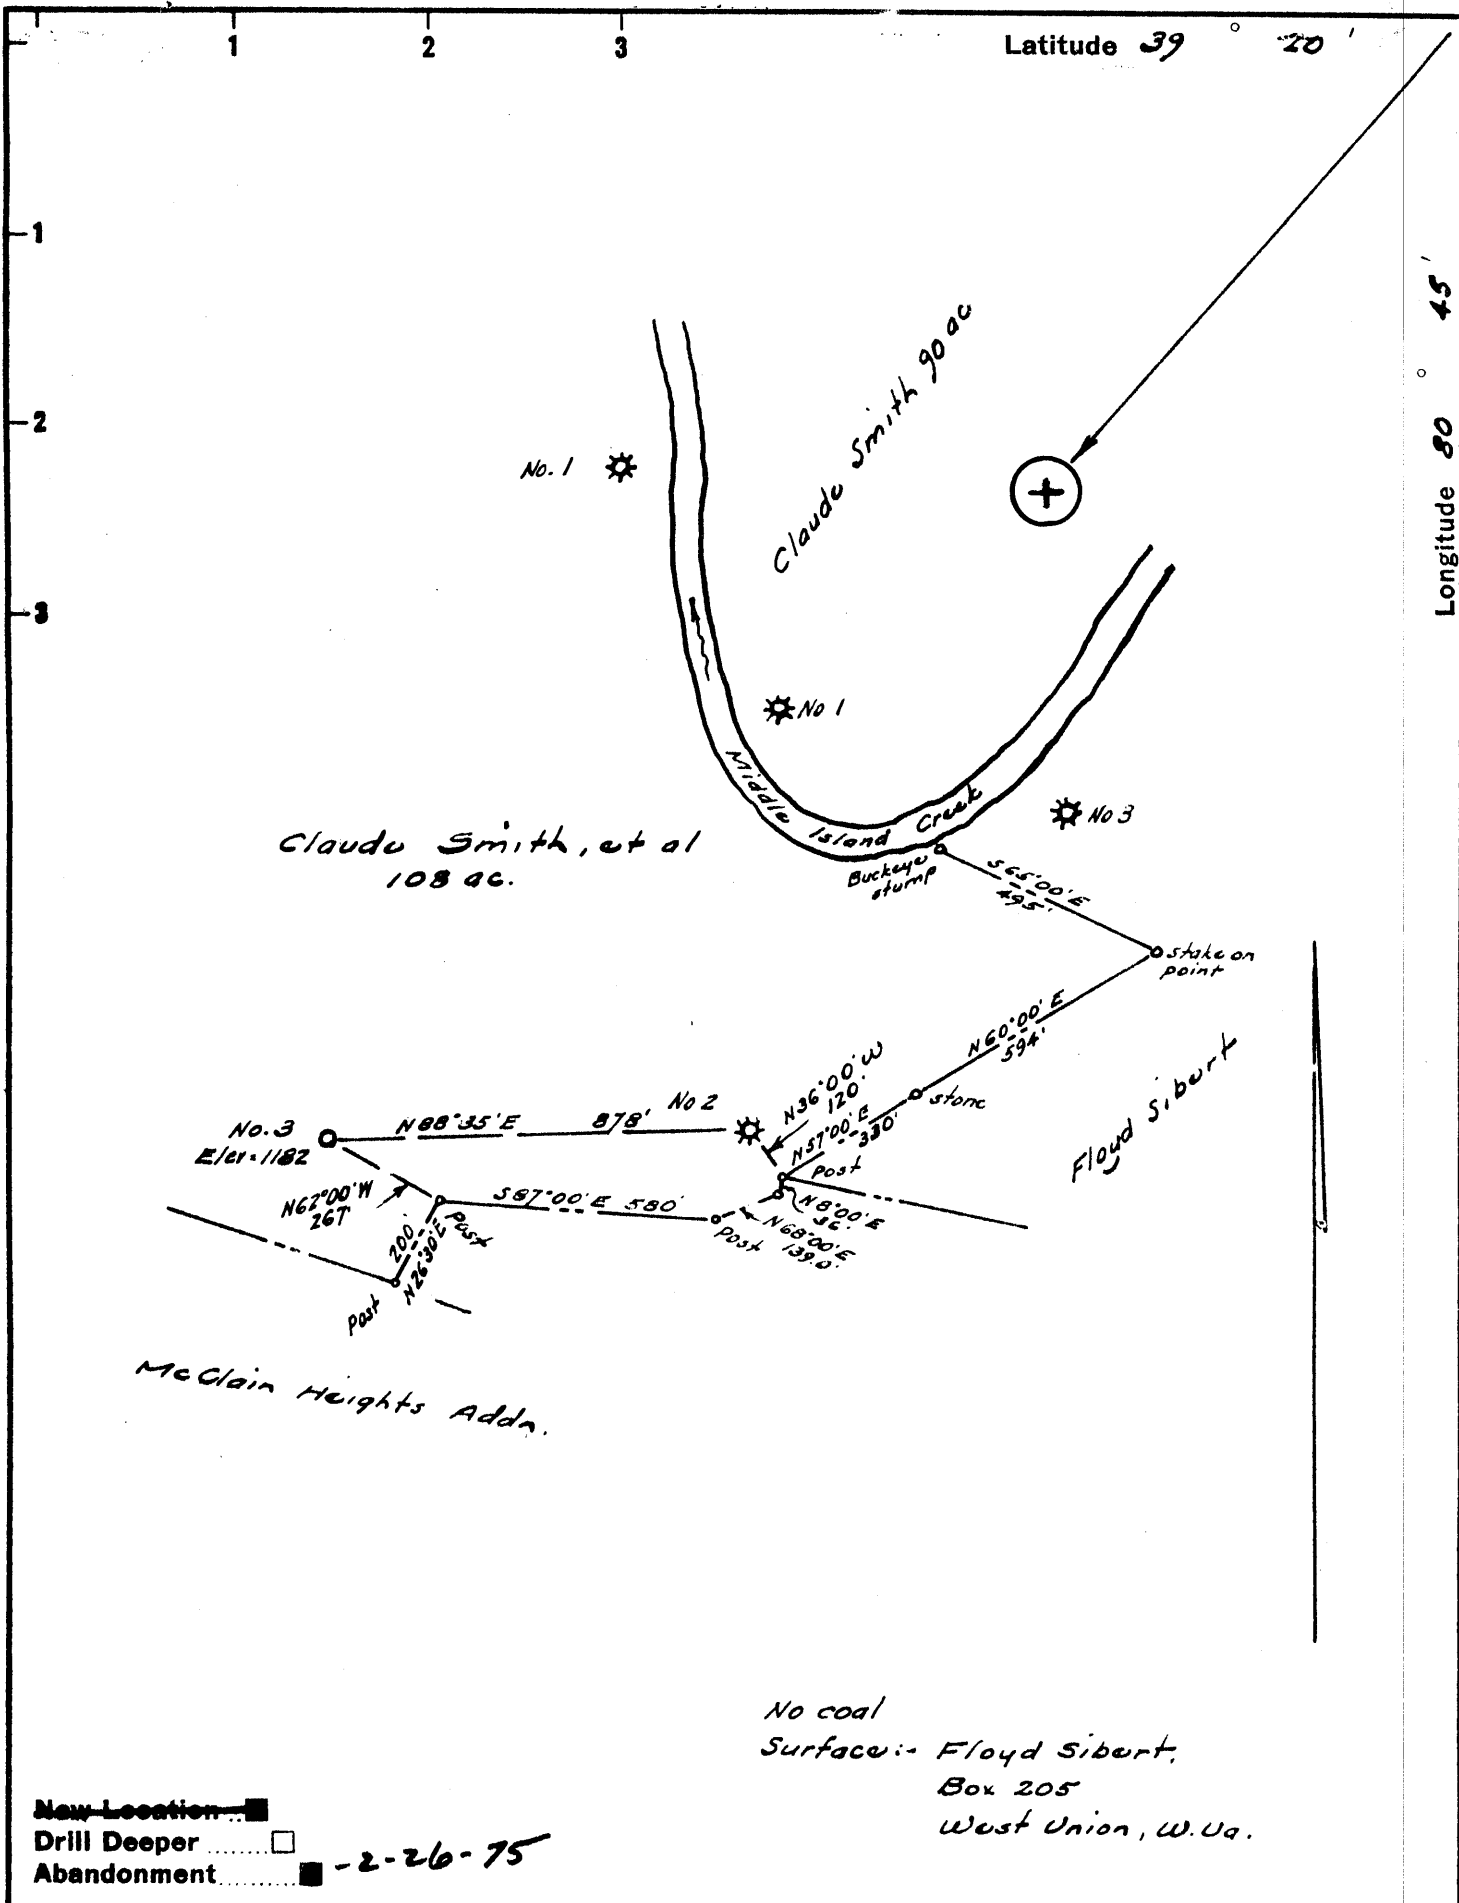 1 2 3 Latitude 39 ° 20 '
1
2
3
Longitude 80 ° 45 '
Claude Smith 90 ac
No. 1
No 1
Middle Island Creek
No 3
Claude Smith, et al
108 ac.
Buckeye
stump
S65°00'E
495'
stake on
point
N60°00'E
594'
stone
Floyd Sibert
N36°00'W
120'
N57°00'E
330'
Post
No 2
N88°35'E 878'
No. 3
Elev. 1182
N62°00'W
267'
S87°00'E 580'
Post
200'
N26°30'E
Post
Post
N8°00'E
36'
N68°00'E
139.0'
McClain Heights Addn.
No coal
Surface:- Floyd Sibert.
Box 205
West Union, W.Va.
New Location ..
Drill Deeper .......
Abandonment .......... -2-26-75